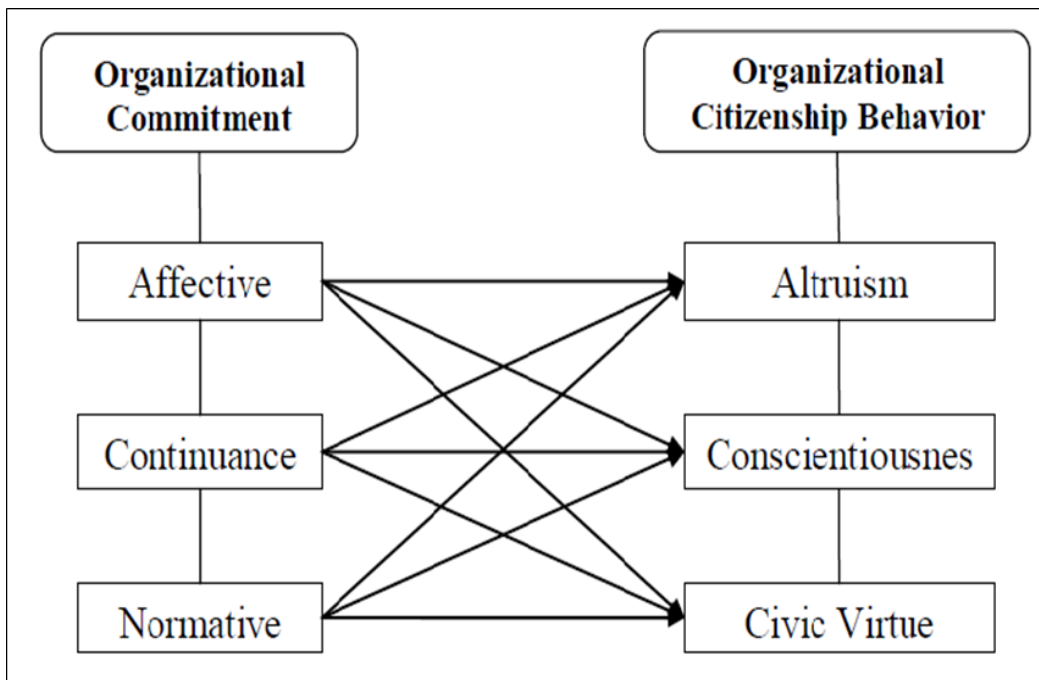 Organizational
Commitment
Organizational
Citizenship Behavior
Affective
Altruism
Continuance
Conscientiousnes
Normative
Civic Virtue